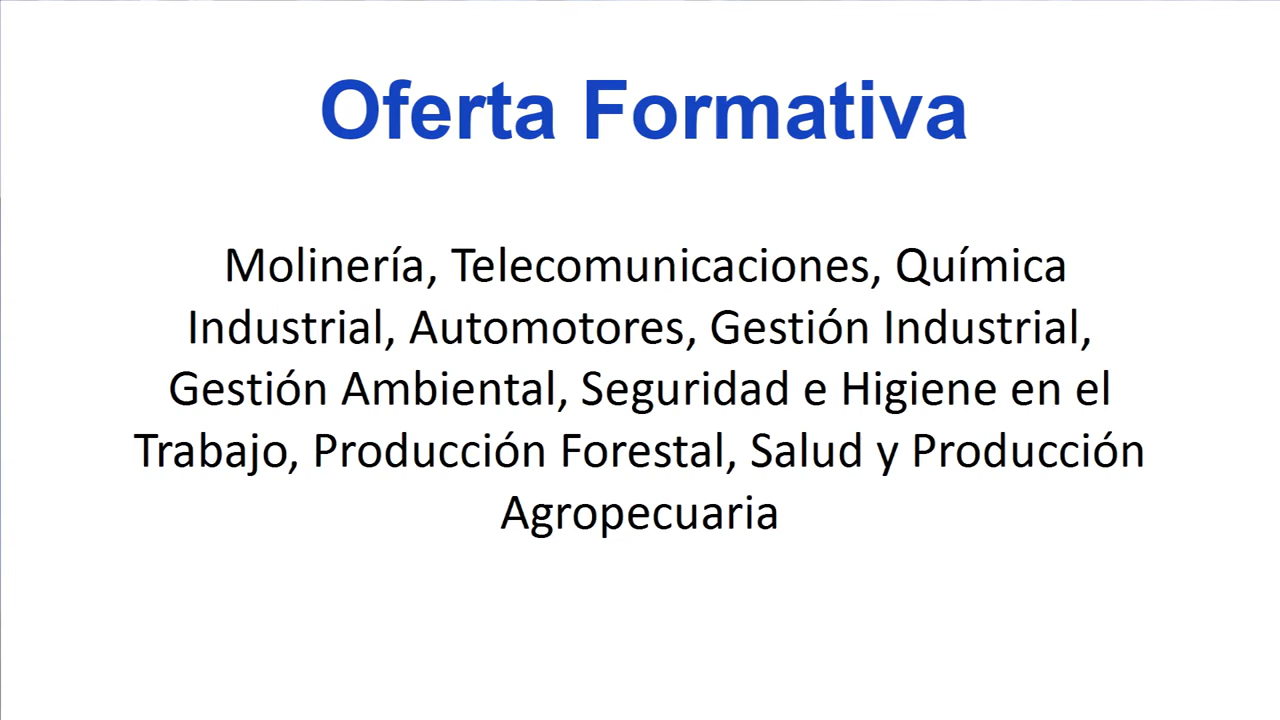 Oferta Formativa
Molinería, Telecomunicaciones, Química
Industrial, Automotores, Gestión Industrial,
Gestión Ambiental, Seguridad e Higiene en el
Trabajo, Producción Forestal, Salud y Producción
Agropecuaria